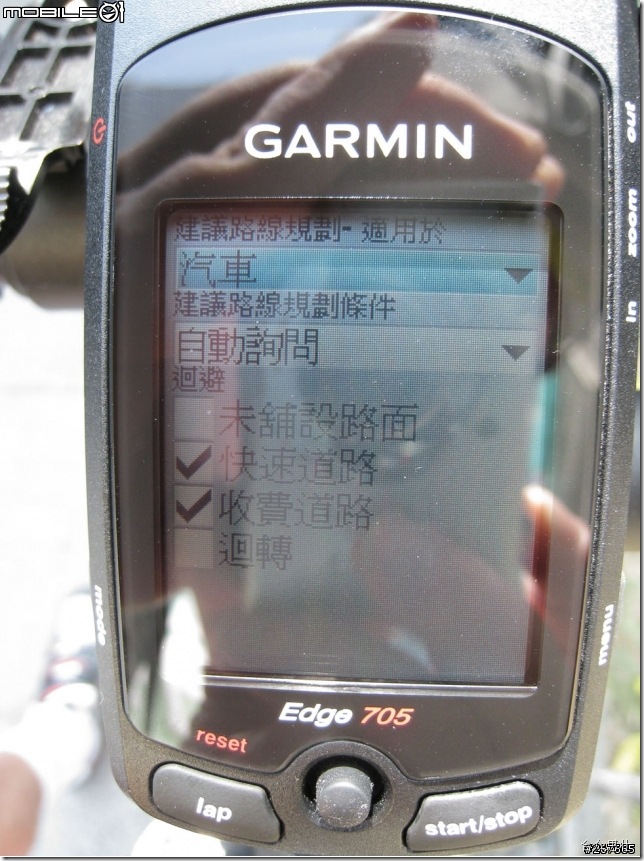 MOBILE01
GARMIN
建議路線規劃- 適用於
汽車
建議路線規劃條件
自動詢問
迴避
未舖設路面
快速道路
收費道路
迴轉
zoom out
in
mode
menu
Edge 705
reset
lap
start/stop